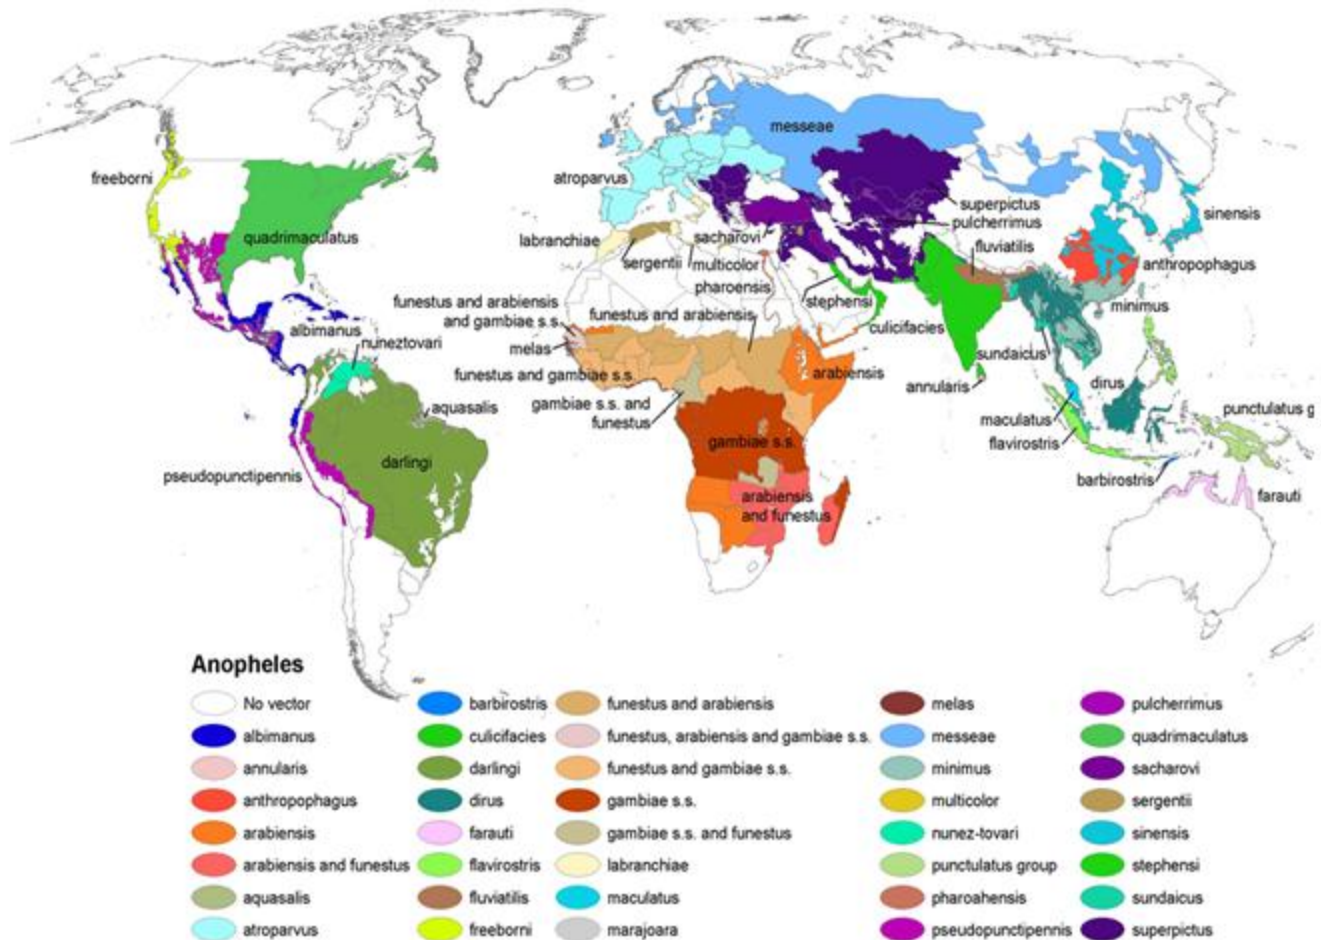 messeae
freeborni
atroparvus
superpictus
pulcherrimus
sinensis
quadrimaculatus
labranchiae
sacharovi
fluviatilis
sergentii
multicolor
anthropophagus
pharoensis
funestus and arabiensis
and gambiae s.s.
funestus and arabiensis
stephensi
minimus
albimanus
culicifacies
nuneztovari
melas
sundaicus
funestus and gambiae s.s.
arabiensis
annularis
dirus
aquasalis
gambiae s.s. and
funestus
maculatus
punctulatus g
gambiae s.s.
flavirostris
darlingi
pseudopunctipennis
barbirostris
arabiensis
and funestus
farauti
Anopheles
No vector
albimanus
annularis
anthropophagus
arabiensis
arabiensis and funestus
aquasalis
atroparvus
barbirostris
culicifacies
darlingi
dirus
farauti
flavirostris
fluviatilis
freeborni
funestus and arabiensis
funestus, arabiensis and gambiae s.s.
funestus and gambiae s.s.
gambiae s.s.
gambiae s.s. and funestus
labranchiae
maculatus
marajoara
melas
messeae
minimus
multicolor
nunez-tovari
punctulatus group
pharoahensis
pseudopunctipennis
pulcherrimus
quadrimaculatus
sacharovi
sergentii
sinensis
stephensi
sundaicus
superpictus